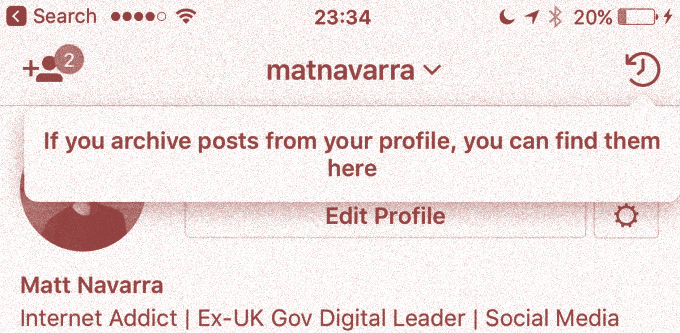 Search 23:34 20%
2
matnavarra
If you archive posts from your profile, you can find them
here
Edit Profile
Matt Navarra
Internet Addict | Ex-UK Gov Digital Leader | Social Media